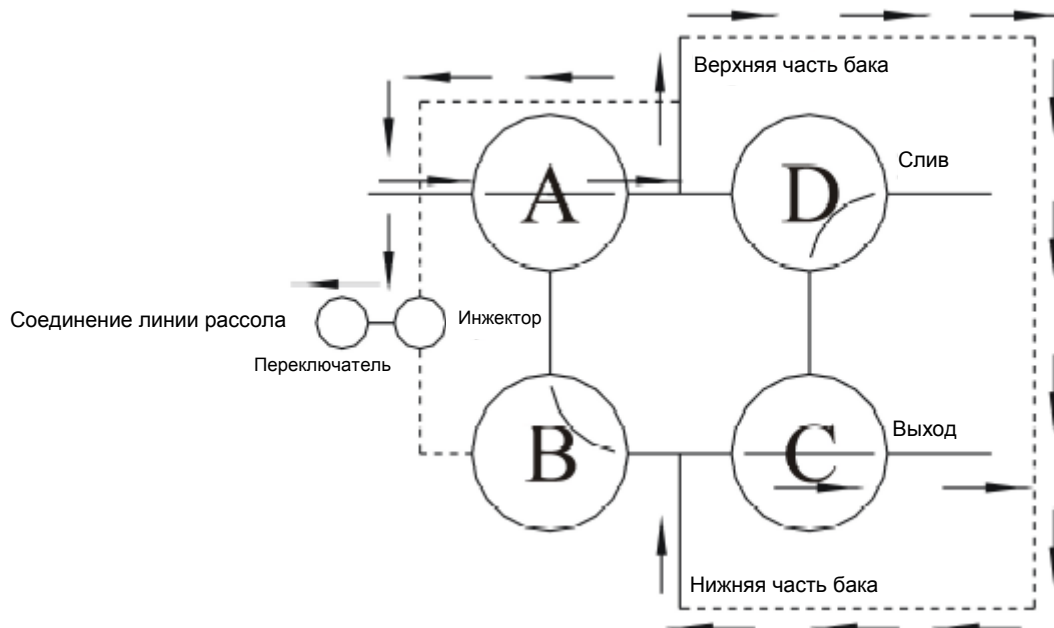 Верхняя часть бака
A
D
Слив
Соединение линии рассола
Инжектор
Переключатель
B
C
Выход
Нижняя часть бака